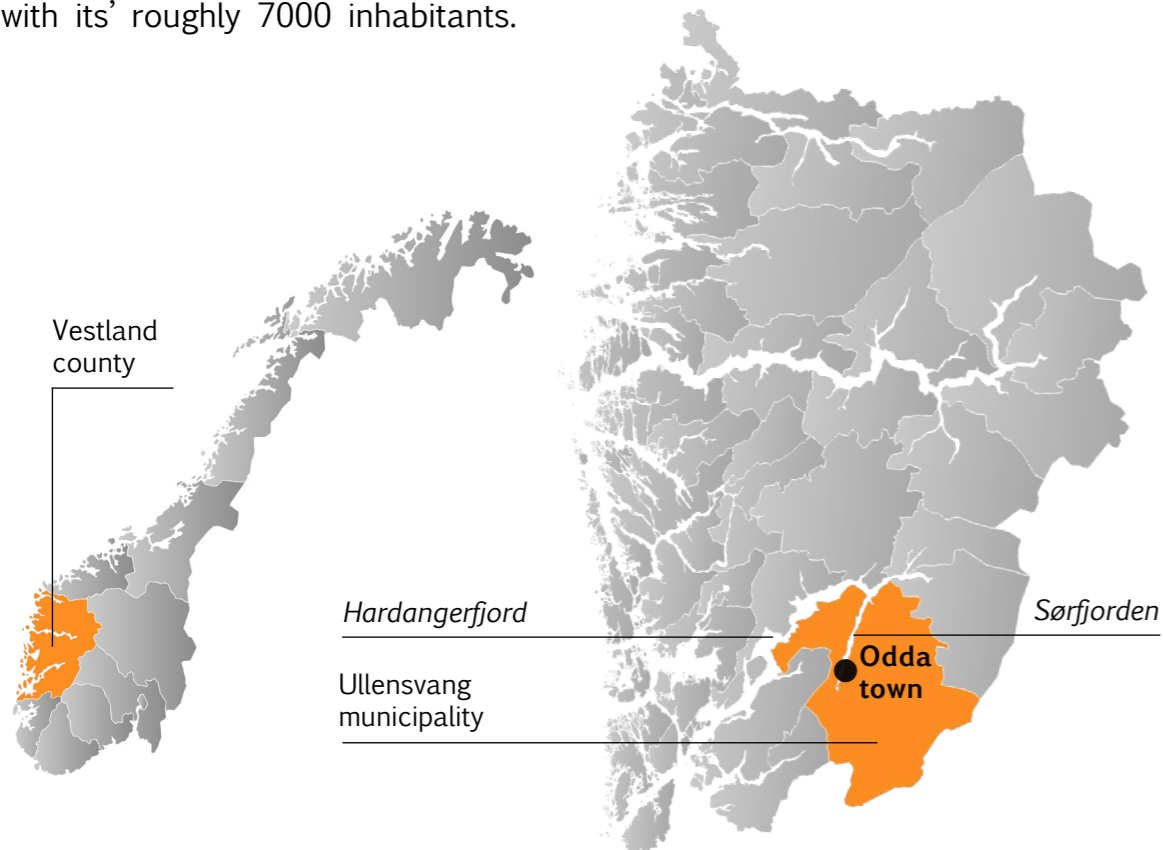 with its’ roughly 7000 inhabitants.
Vestland
county
Hardangerfjord
Sørfjorden
Ullensvang
municipality
Odda
town